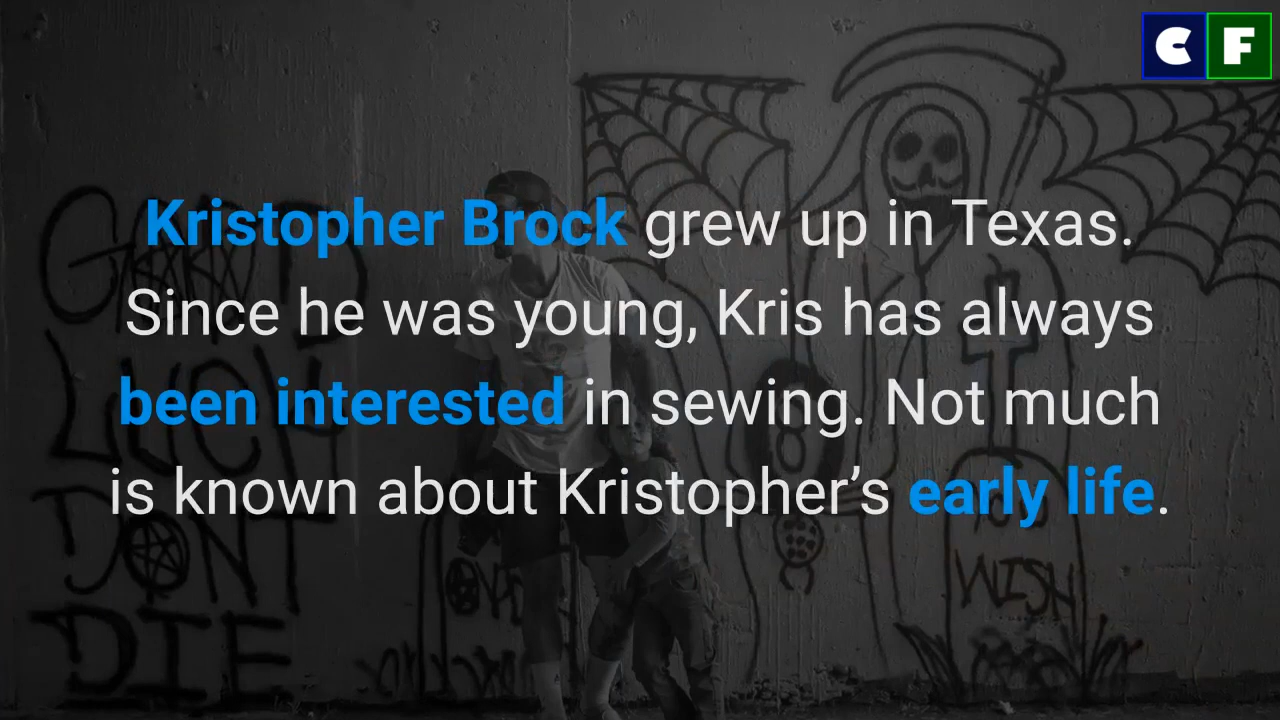 C F
Kristopher Brock grew up in Texas.
Since he was young, Kris has always
been interested in sewing. Not much
is known about Kristopher’s early life.
GOOD
LUCK
DON'T
DIE
WISH